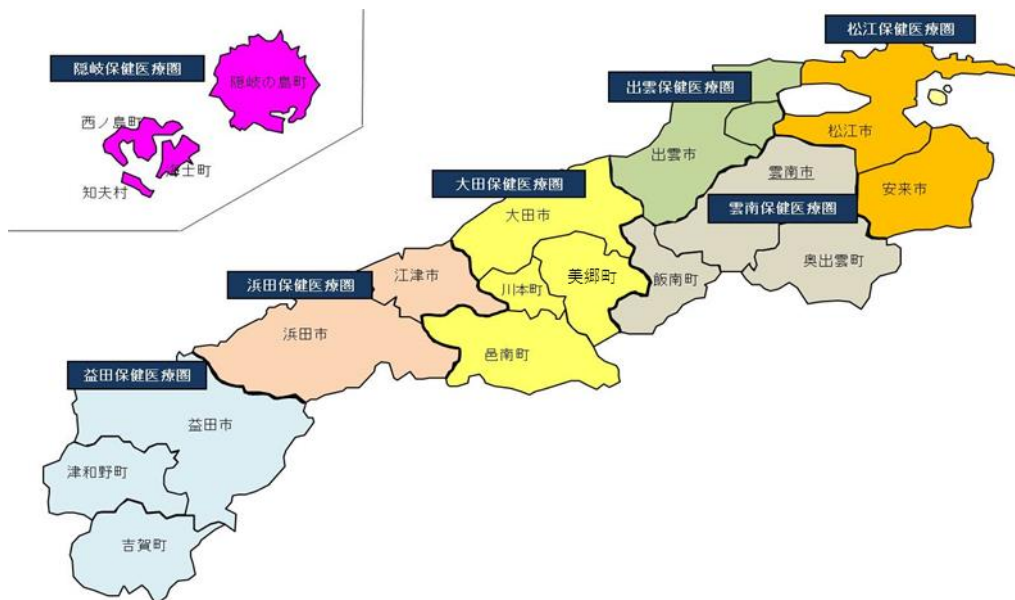 松江保健医療圏
隠岐保健医療圏
隠岐の島町
出雲保健医療圏
西ノ島町
松江市
出雲市
海士町
雲南市
大田保健医療圏
安来市
知夫村
雲南保健医療圏
大田市
美郷町
奥出雲町
江津市
飯南町
浜田保健医療圏
川本町
浜田市
邑南町
益田保健医療圏
益田市
津和野町
吉賀町